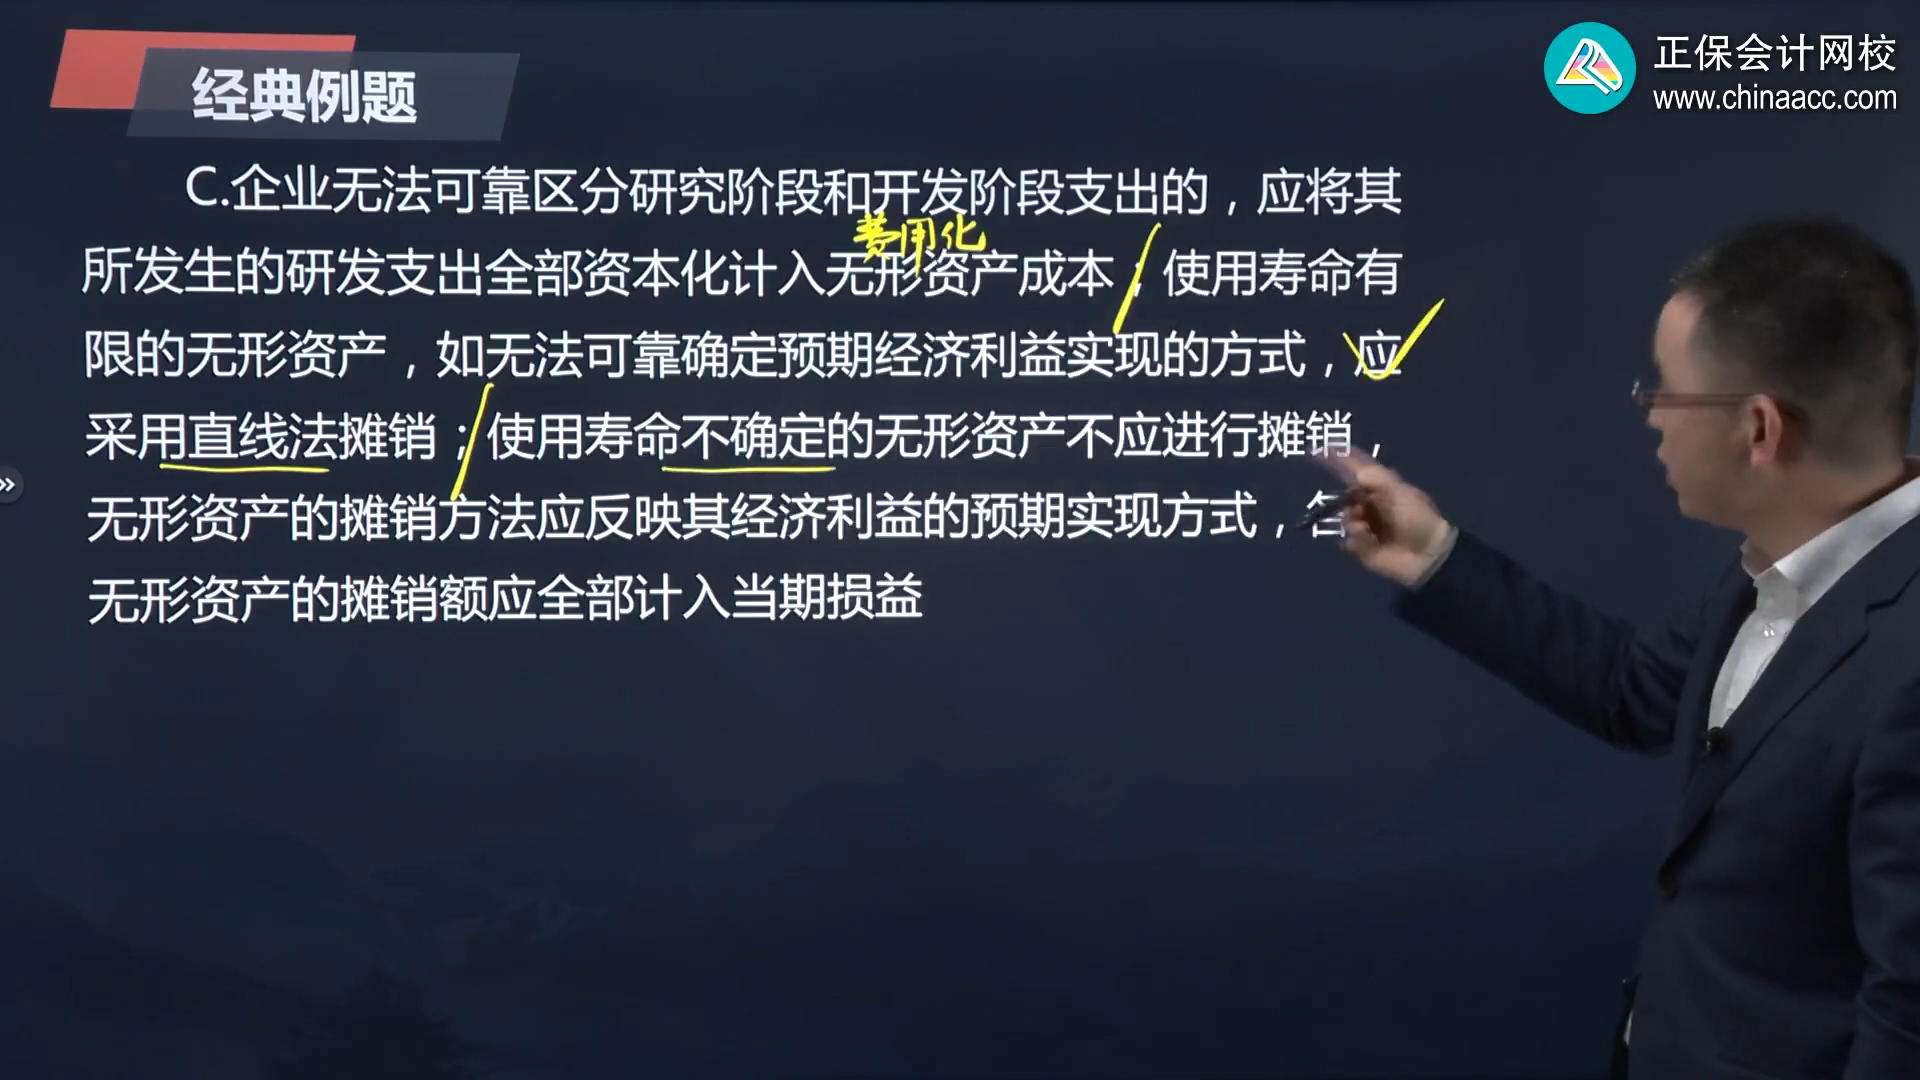 正保会计网校
www.chinaacc.com
经典例题
C.企业无法可靠区分研究阶段和开发阶段支出的，应将其
费用化
所发生的研发支出全部资本化计入无形资产成本；使用寿命有
限的无形资产，如无法可靠确定预期经济利益实现的方式，应
采用直线法摊销；使用寿命不确定的无形资产不应进行摊销，
无形资产的摊销方法应反映其经济利益的预期实现方式，
无形资产的摊销额应全部计入当期损益